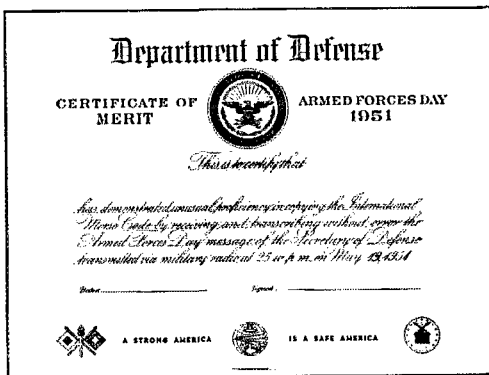 Department of Defense
CERTIFICATE OF MERIT
ARMED FORCES DAY 1951
This is to certify that
has demonstrated unusual proficiency in copying the International
Morse Code by receiving and transcribing without error the
Armed Forces Day message of the Secretary of Defense
transmitted via military radio at 25 w.p.m. on May 19, 1951
Signed
A STRONG AMERICA
IS A SAFE AMERICA